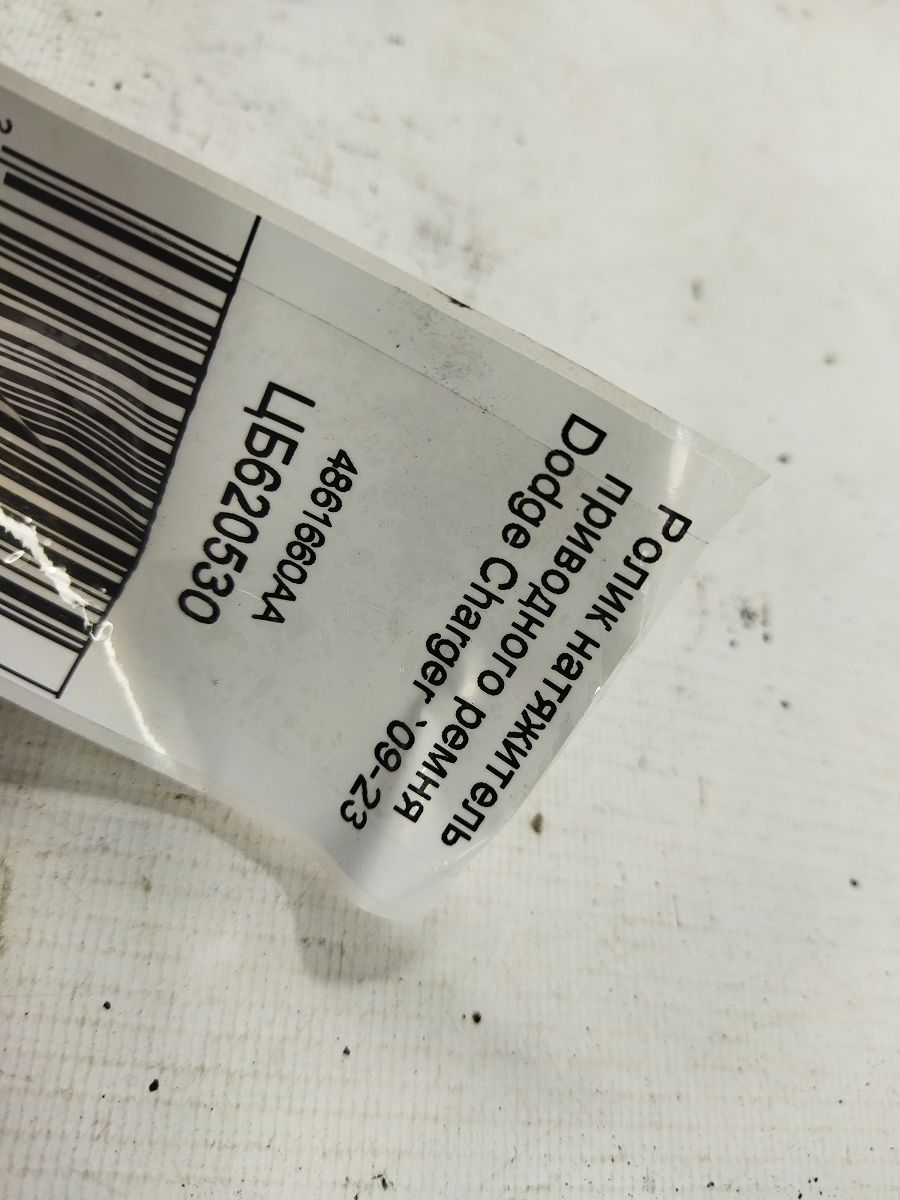 Ролик натяжитель
приводного ремня
Dodge Charger `09-23
4861660AA
ЦБ620530